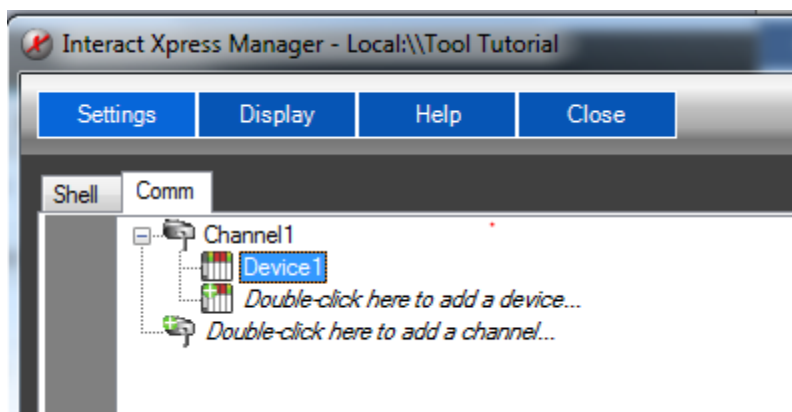 Interact Xpress Manager - Local:\\Tool Tutorial
Settings Display Help Close
Shell Comm
Channel1
Device1
Double-click here to add a device...
Double-click here to add a channel...